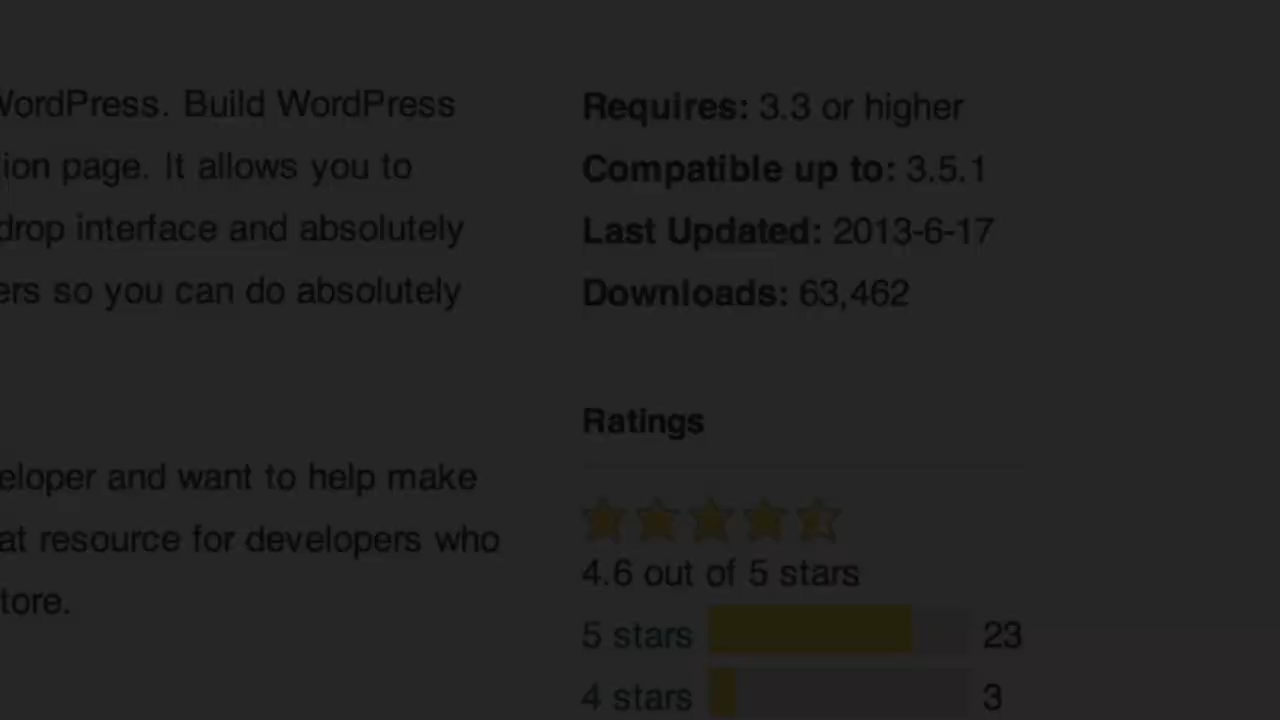 WordPress. Build WordPress
ion page. It allows you to
drop interface and absolutely
ers so you can do absolutely
eloper and want to help make
at resource for developers who
tore.
Requires: 3.3 or higher
Compatible up to: 3.5.1
Last Updated: 2013-6-17
Downloads: 63,462
Ratings
4.6 out of 5 stars
5 stars 23
4 stars 3